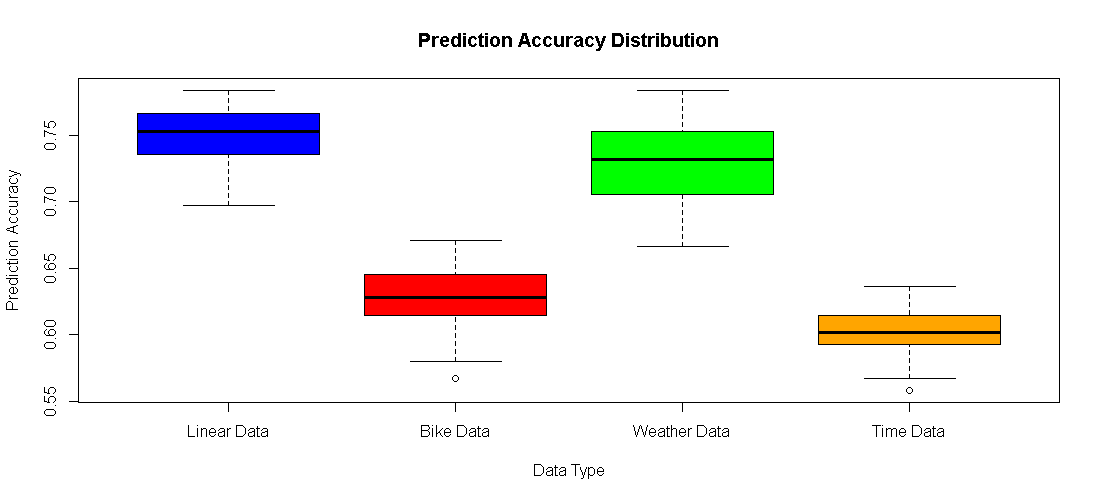 Prediction Accuracy Distribution
Prediction Accuracy
0.75
0.70
0.65
0.60
0.55
Linear Data
Bike Data
Weather Data
Time Data
Data Type